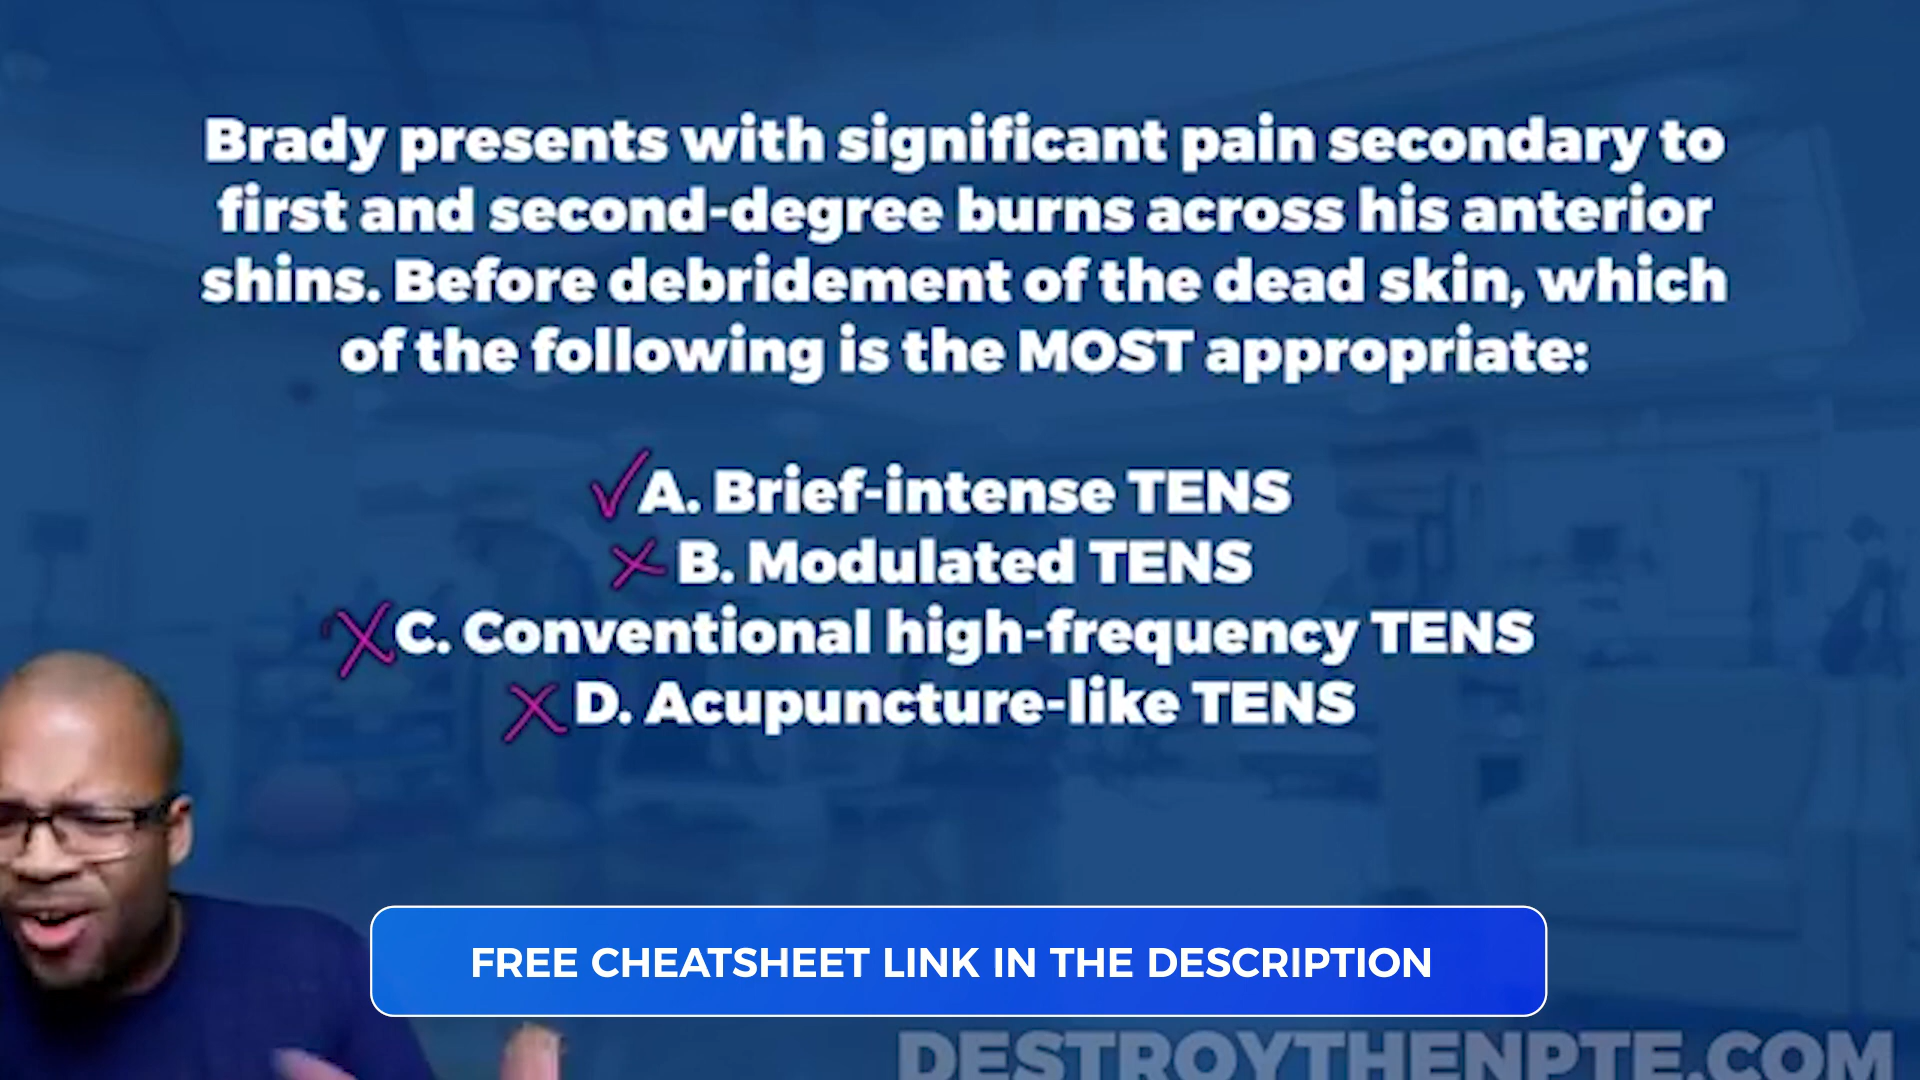 Brady presents with significant pain secondary to
first and second-degree burns across his anterior
shins. Before debridement of the dead skin, which
of the following is the MOST appropriate:
A. Brief-intense TENS
B. Modulated TENS
C. Conventional high-frequency TENS
D. Acupuncture-like TENS
FREE CHEATSHEET LINK IN THE DESCRIPTION
DESTROYTHENPTE.COM